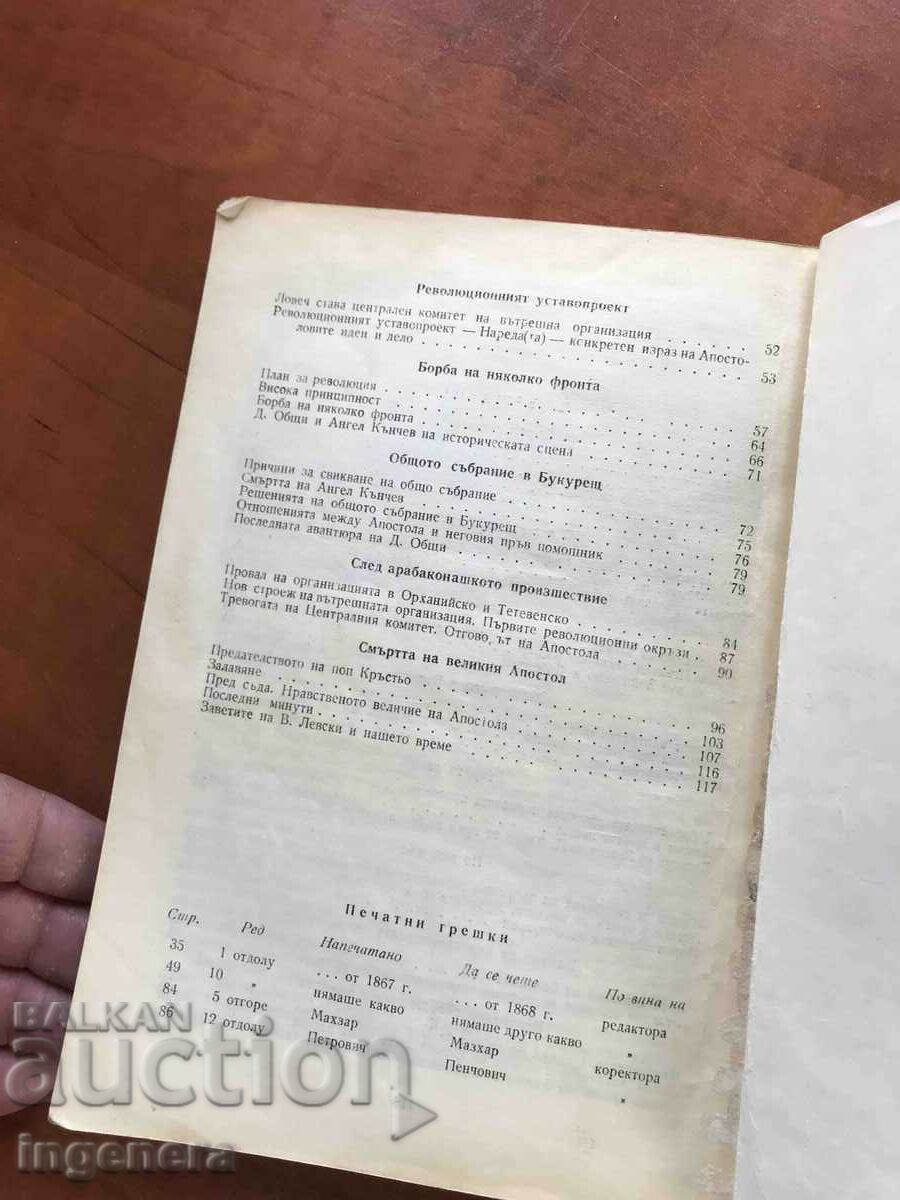 Революционният уставопроект
Ловеч става централен комитет на вътрешна организация . . . . . . . 52
Революционният уставопроект — Нареда(та) — конкретен израз на Апосто-
ловите идеи и дело . . . . . . . . . . . . . . . . 53
Борба на няколко фронта
План за революция . . . . . . . . . . . . . . . . 57
Висока принципност . . . . . . . . . . . . . . . . 64
Борба на няколко фронта . . . . . . . . . . . . . . . . 66
Д. Общи и Ангел Кънчев на историческата сцена . . . . . . . . 71
Общото събрание в Букурещ
Причини за свикване на общо събрание . . . . . . . . . . 72
Смъртта на Ангел Кънчев . . . . . . . . . . . . . 75
Решенията на общото събрание в Букурещ . . . . . . . . . . 76
Отношенията между Апостола и неговия пръв помощник . . . . . . 79
Последната авантюра на Д. Общи . . . . . . . . . . . . 79
След арабаконашкото произшествие
Провал на организацията в Орханийско и Тетевенско . . . . . . . 84
Нов строеж на вътрешната организация. Първите революционни окръзи . 87
Тревогата на Централния комитет. Отгово, ът на Апостола . . . . . . 90
Смъртта на великия Апостол
Предателството на поп Кръстьо . . . . . . . . . . . . 96
Залавяне . . . . . . . . . . . . . . . . 103
Пред съда. Нравственото величие на Апостола . . . . . . . . 107
Последни минути . . . . . . . . . . . . . . . . 116
Заветите на В. Левски и нашето време . . . . . . . . . . . 117
Печатни грешки
Стр. Ред Напечатано Да се чете По вина на
35 1 отдолу . . . от 1867 г. . . . от 1868 г. редактора
49 10 " нямаше какво нямаше друго какво "
84 5 отгоре Махзар Мазхар коректора
86 12 отдолу Петрович Пенчович "
BALKAN
auction
ingenera